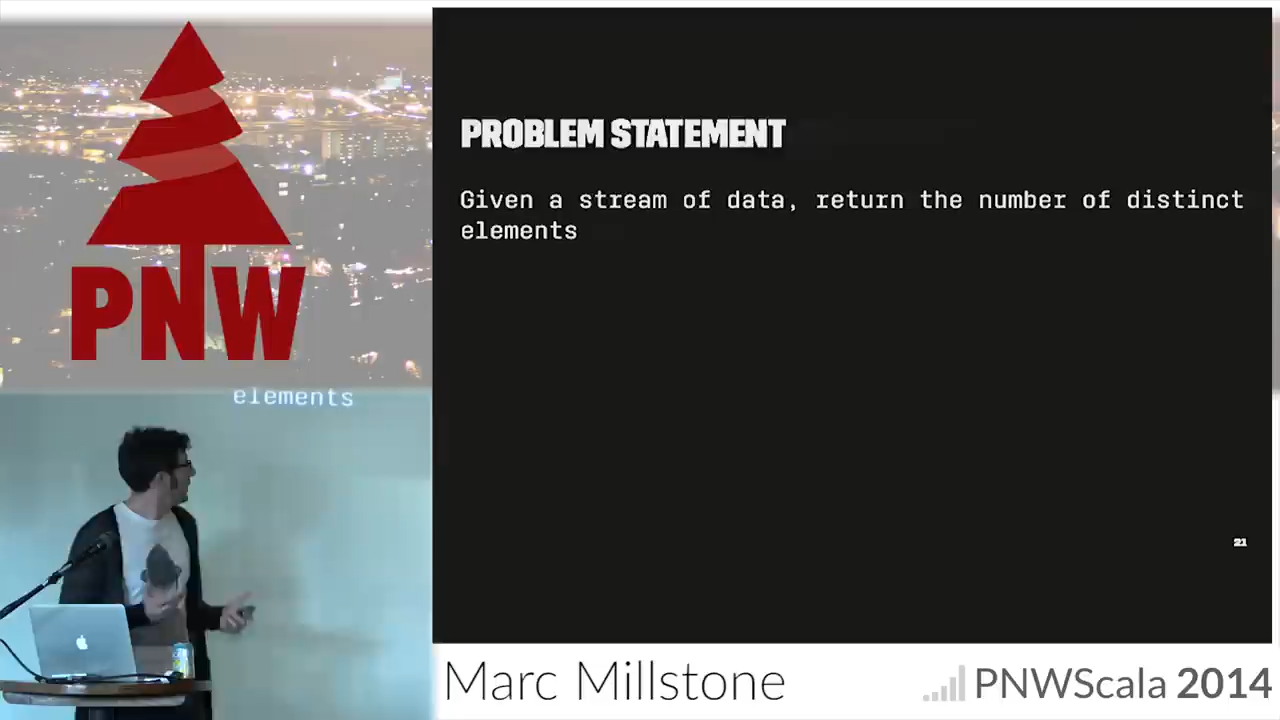 PNW
elements
PROBLEM STATEMENT
Given a stream of data, return the number of distinct
elements
21
Marc Millstone
PNWScala 2014